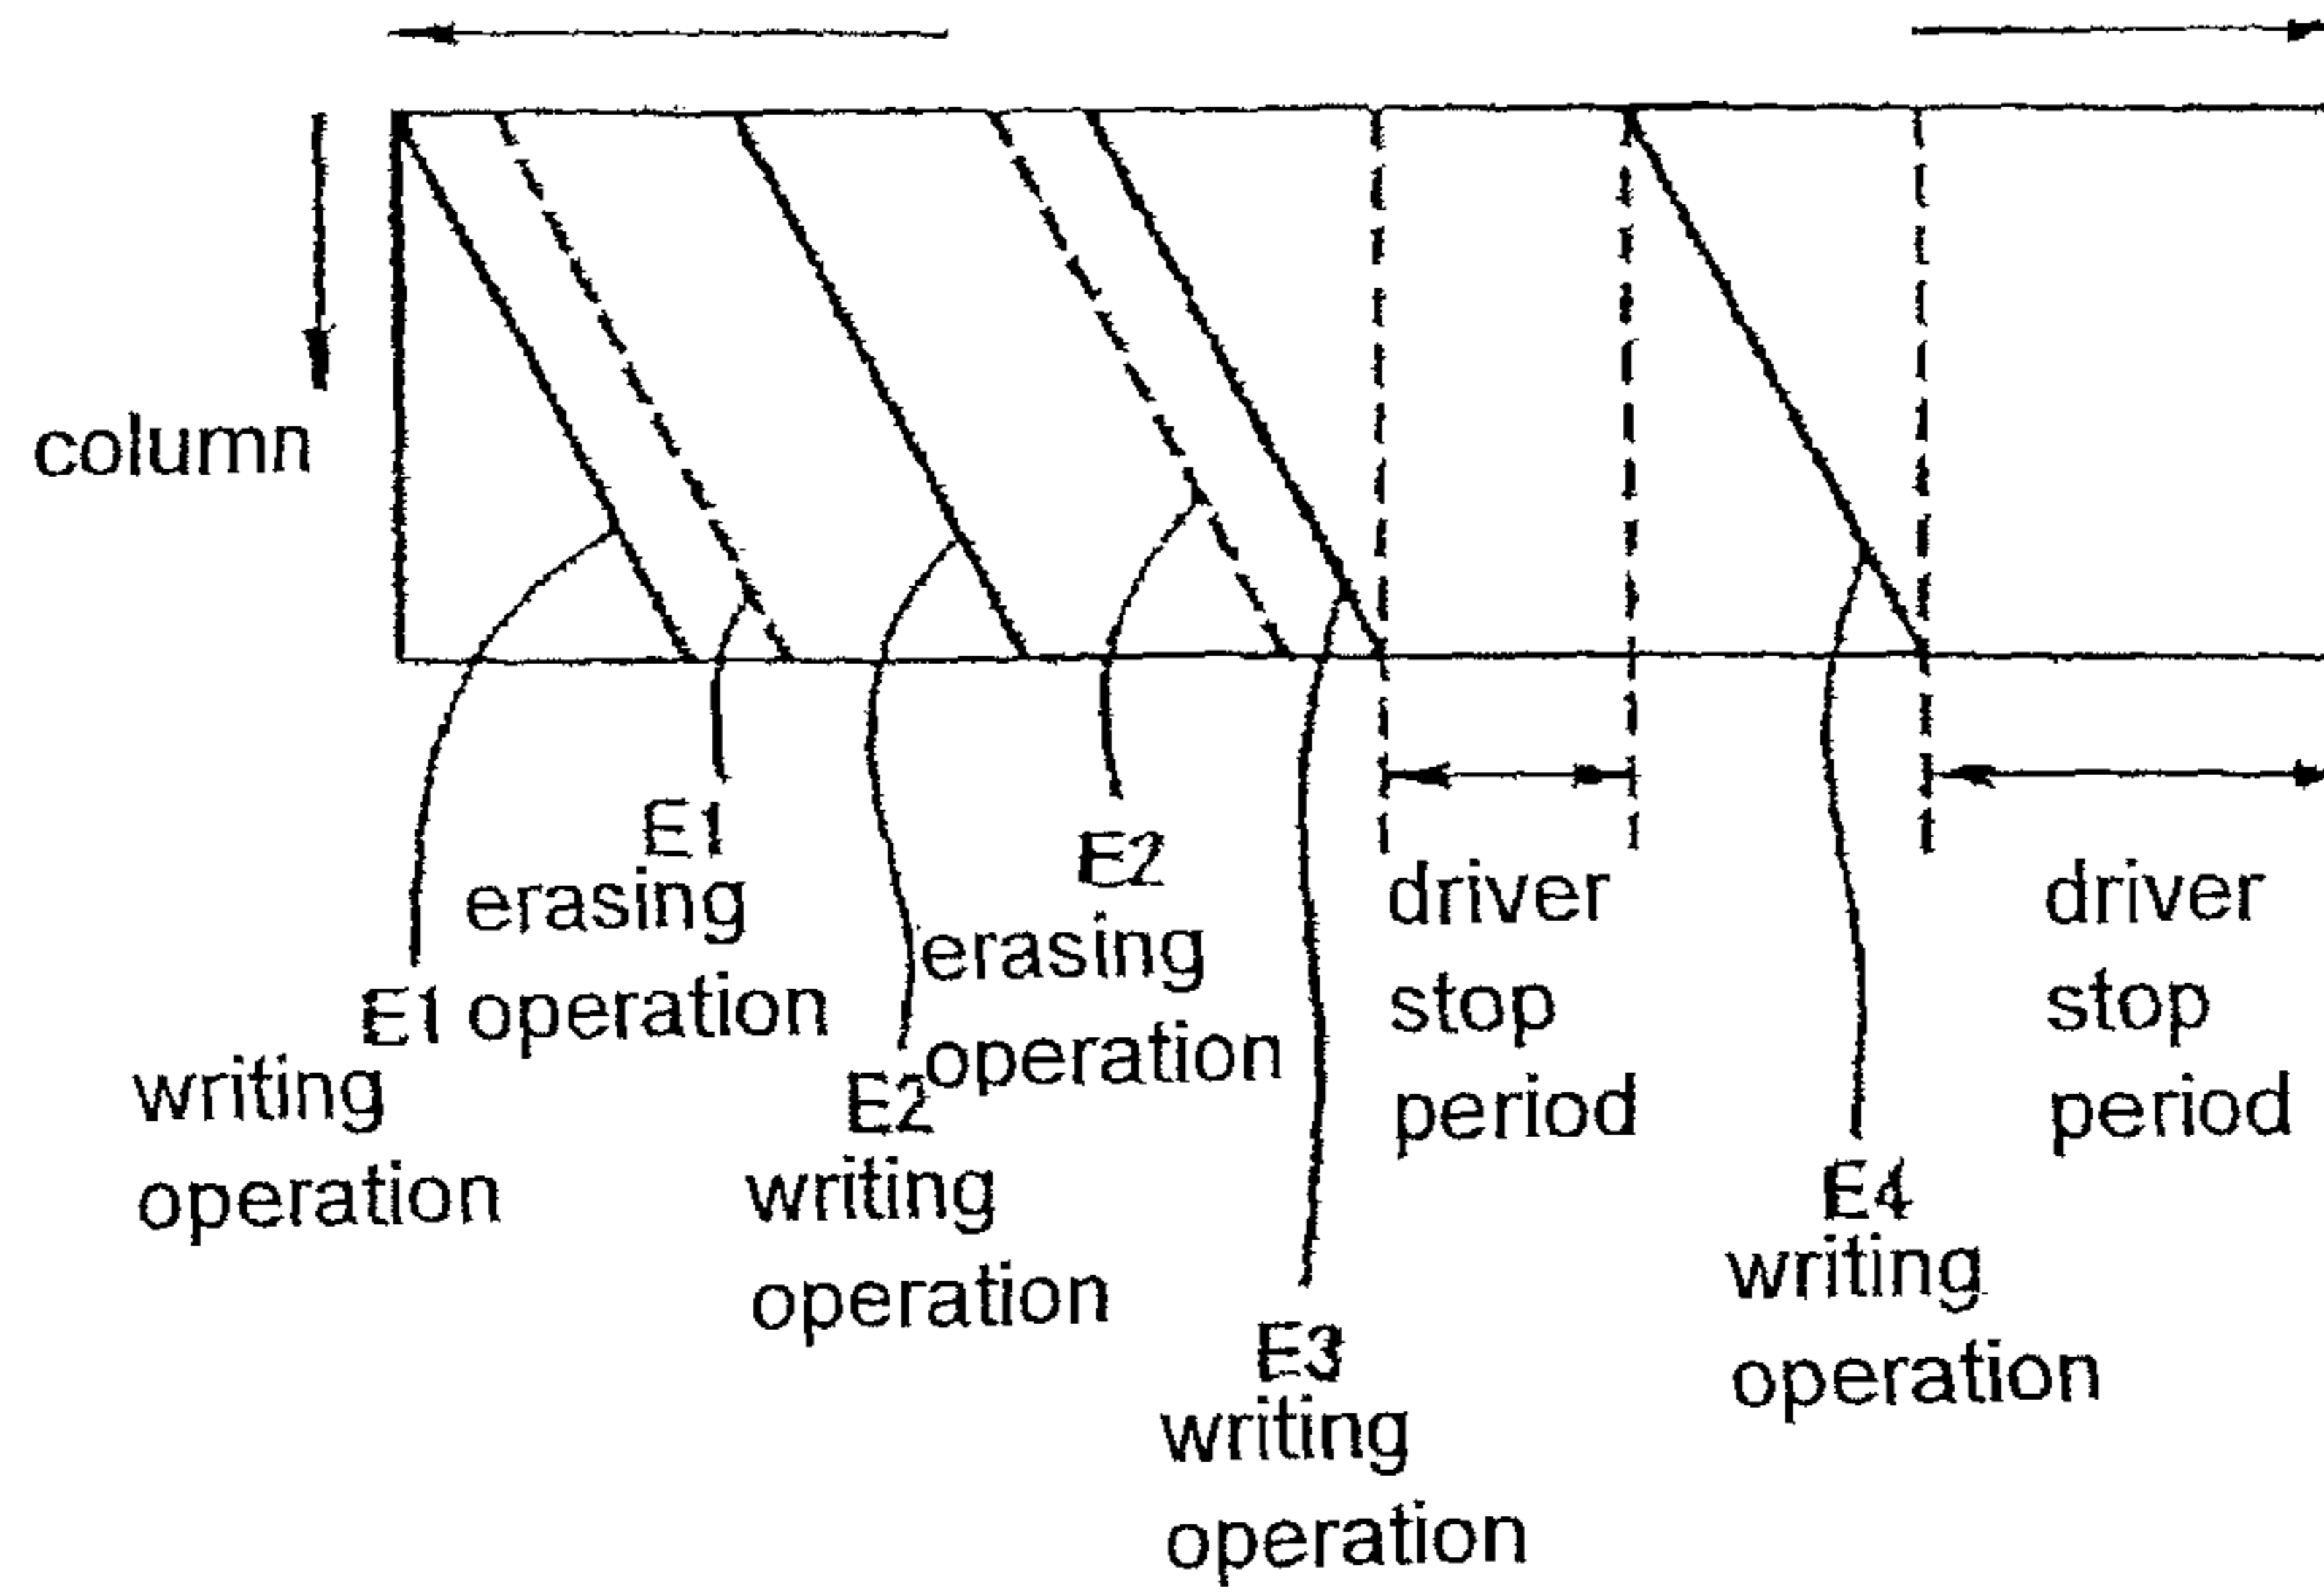 column
E1
erasing
operation
E1
writing
operation
E2
erasing
operation
E2
writing
operation
E3
writing
operation
driver
stop
period
E4
writing
operation
driver
stop
period